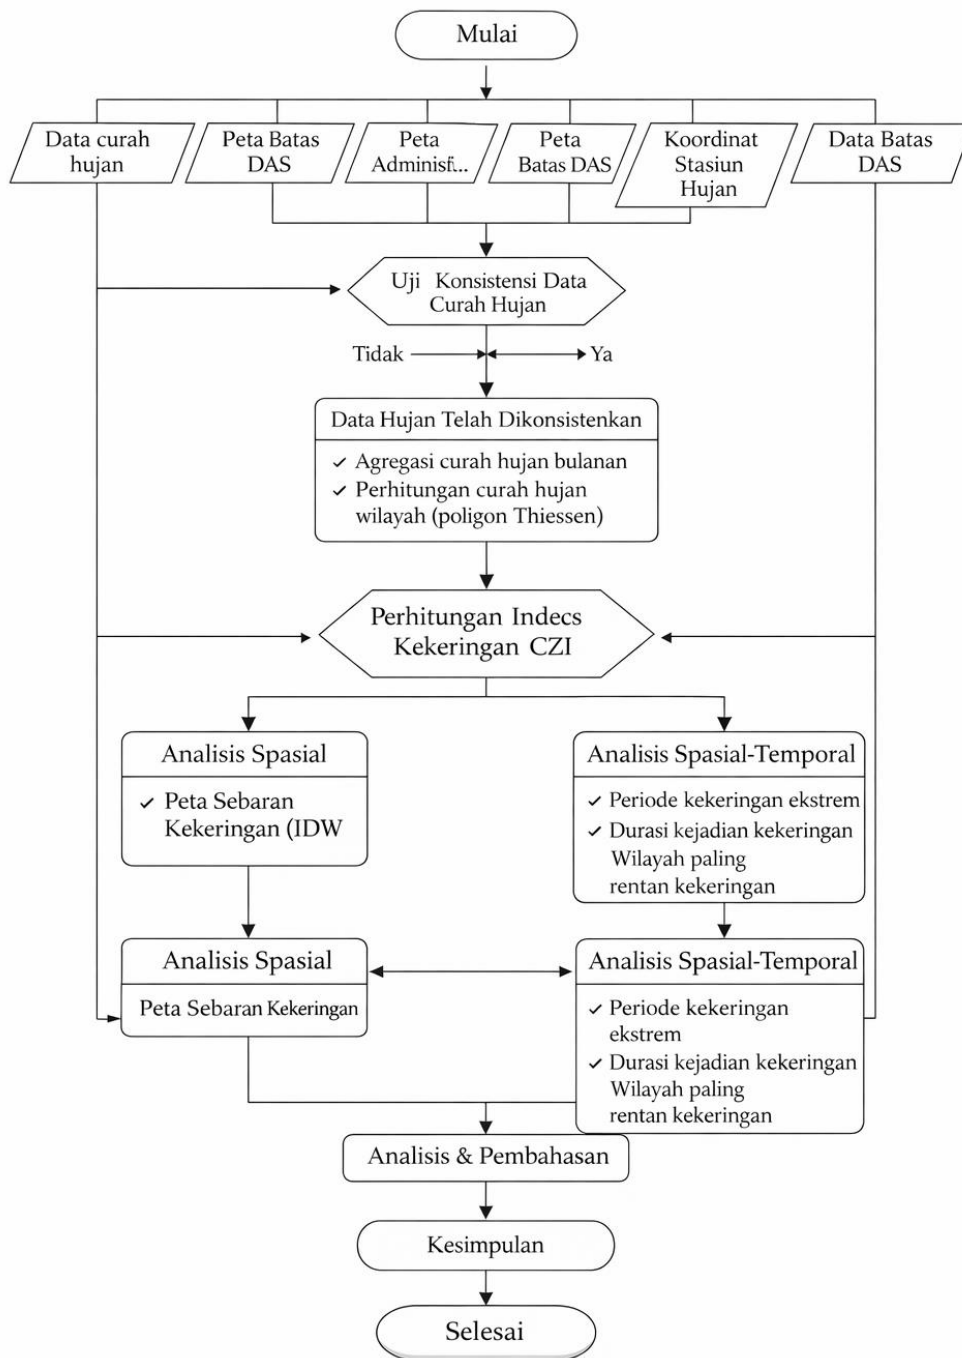 Mulai
Data curah
hujan
Peta Batas
DAS
Peta
Administ...
Peta
Batas DAS
Koordinat
Stasiun
Hujan
Data Batas
DAS
Uji Konsistensi Data
Curah Hujan
Tidak
Ya
Data Hujan Telah Dikonsistenkan
✓ Agregasi curah hujan bulanan
✓ Perhitungan curah hujan
wilayah (poligon Thiessen)
Perhitungan Indecs
Kekeringan CZI
Analisis Spasial
✓ Peta Sebaran
Kekeringan (IDW
Analisis Spasial-Temporal
✓ Periode kekeringan ekstrem
✓ Durasi kejadian kekeringan
Wilayah paling
rentan kekeringan
Analisis Spasial
Peta Sebaran Kekeringan
Analisis Spasial-Temporal
✓ Periode kekeringan
ekstrem
✓ Durasi kejadian kekeringan
Wilayah paling
rentan kekeringan
Analisis & Pembahasan
Kesimpulan
Selesai